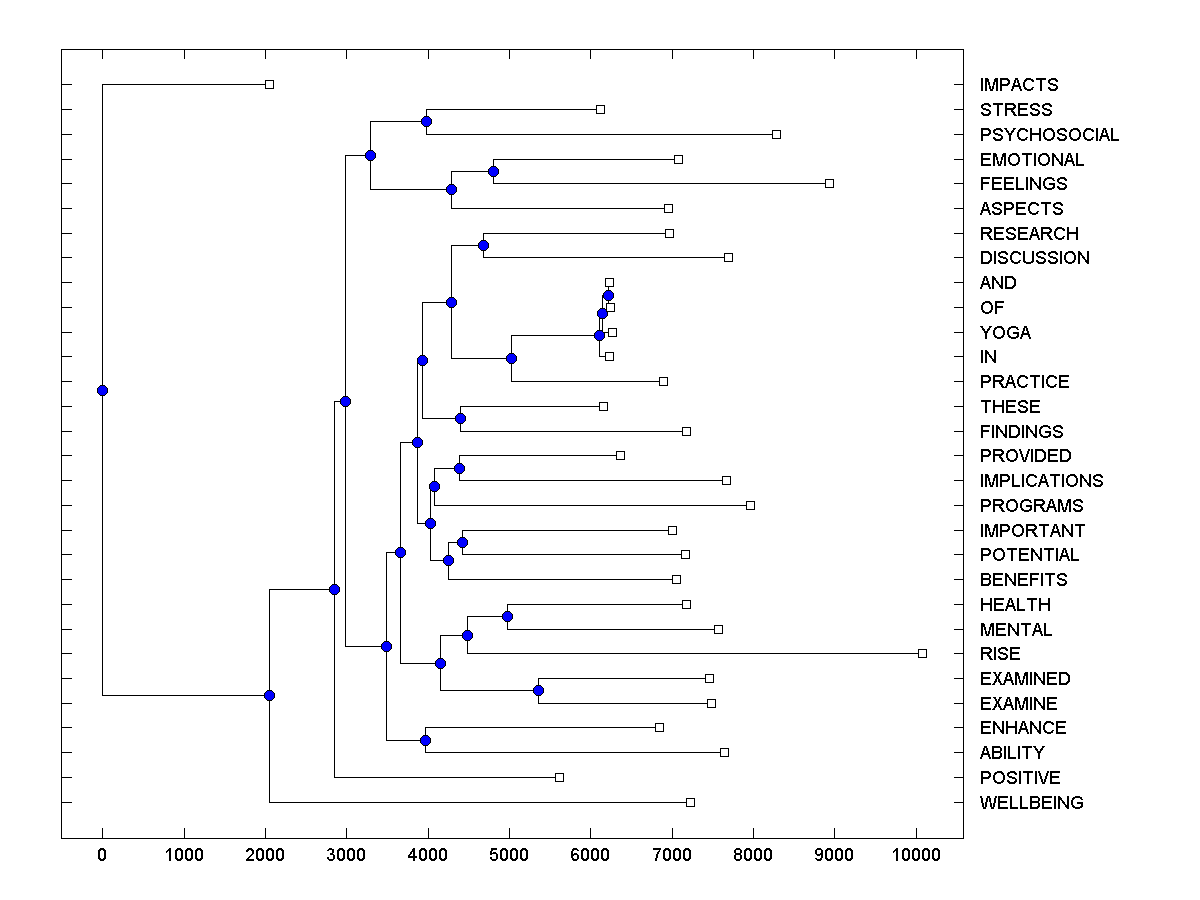 IMPACTS
STRESS
PSYCHOSOCIAL
EMOTIONAL
FEELINGS
ASPECTS
RESEARCH
DISCUSSION
AND
OF
YOGA
IN
PRACTICE
THESE
FINDINGS
PROVIDED
IMPLICATIONS
PROGRAMS
IMPORTANT
POTENTIAL
BENEFITS
HEALTH
MENTAL
RISE
EXAMINED
EXAMINE
ENHANCE
ABILITY
POSITIVE
WELLBEING
0 1000 2000 3000 4000 5000 6000 7000 8000 9000 10000